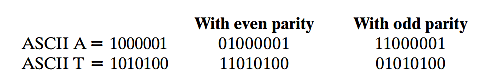 With even parity With odd parity
ASCII A = 1000001 01000001 11000001
ASCII T = 1010100 11010100 01010100